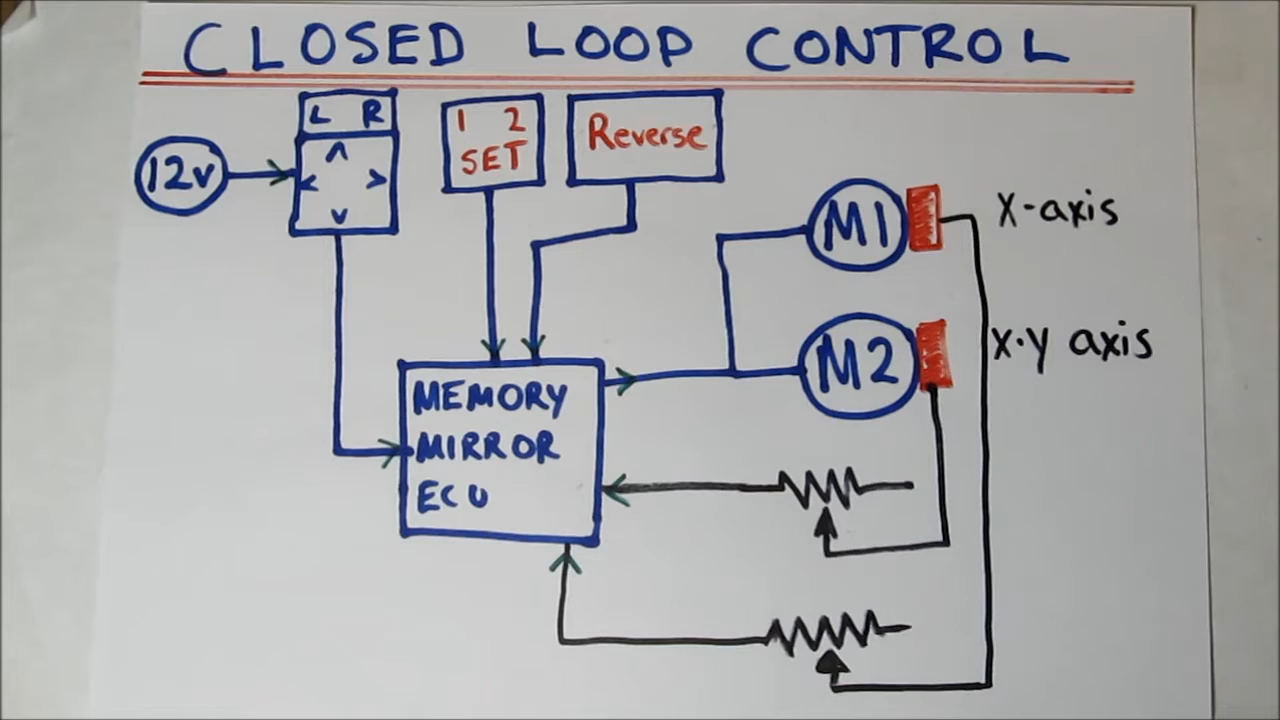 CLOSED LOOP CONTROL
12v
L R
^
< >
v
1 2
SET
Reverse
M1
X-axis
M2
X·Y axis
MEMORY
MIRROR
ECU